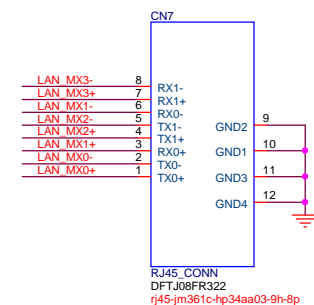 CN7
LAN_MX3- 8 RX1-
LAN_MX3+ 7 RX1+
LAN_MX1- 6 RX0-
LAN_MX2- 5 TX1-
LAN_MX2+ 4 TX1+
LAN_MX1+ 3 RX0+
LAN_MX0- 2 TX0-
LAN_MX0+ 1 TX0+
GND2 9
GND1 10
GND3 11
GND4 12
RJ45_CONN
DFTJ08FR322
rj45-jm361c-hp34aa03-9h-8p